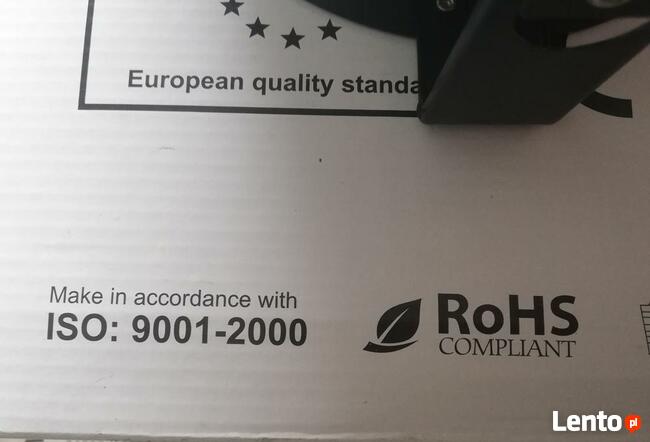 European quality standa
Make in accordance with
ISO: 9001-2000
RoHS
COMPLIANT
Lento.pl